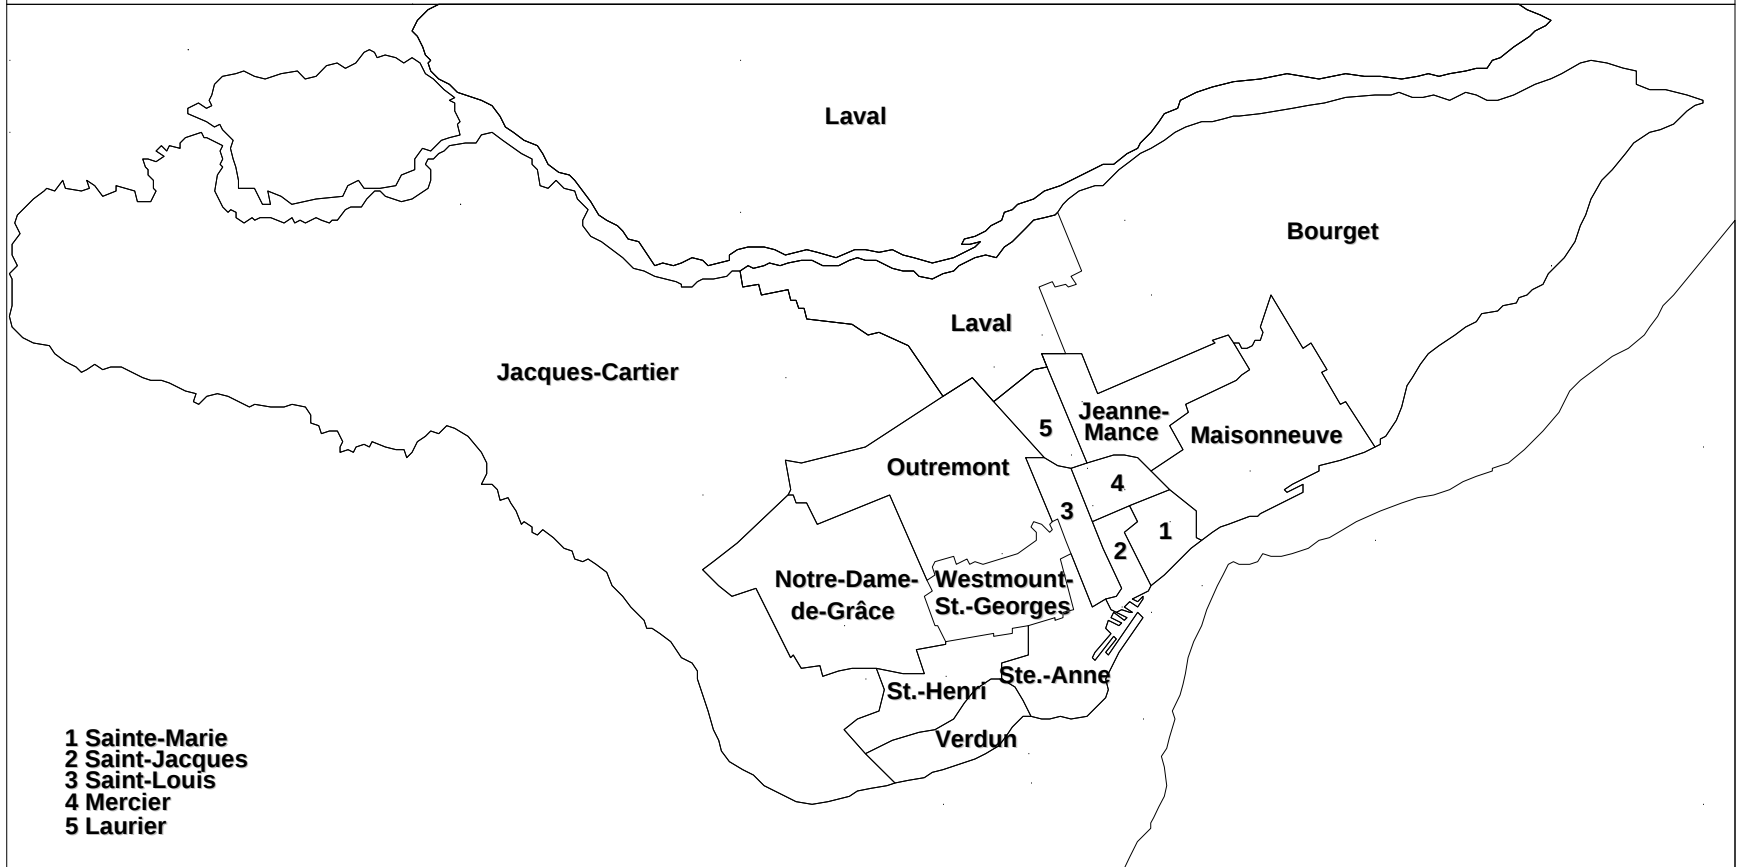 Laval
Bourget
Laval
Jacques-Cartier
Jeanne-
Mance
5
Maisonneuve
Outremont
4
3
1
2
Notre-Dame-
de-Grâce
Westmount-
St.-Georges
Ste.-Anne
St.-Henri
Verdun
1 Sainte-Marie
2 Saint-Jacques
3 Saint-Louis
4 Mercier
5 Laurier